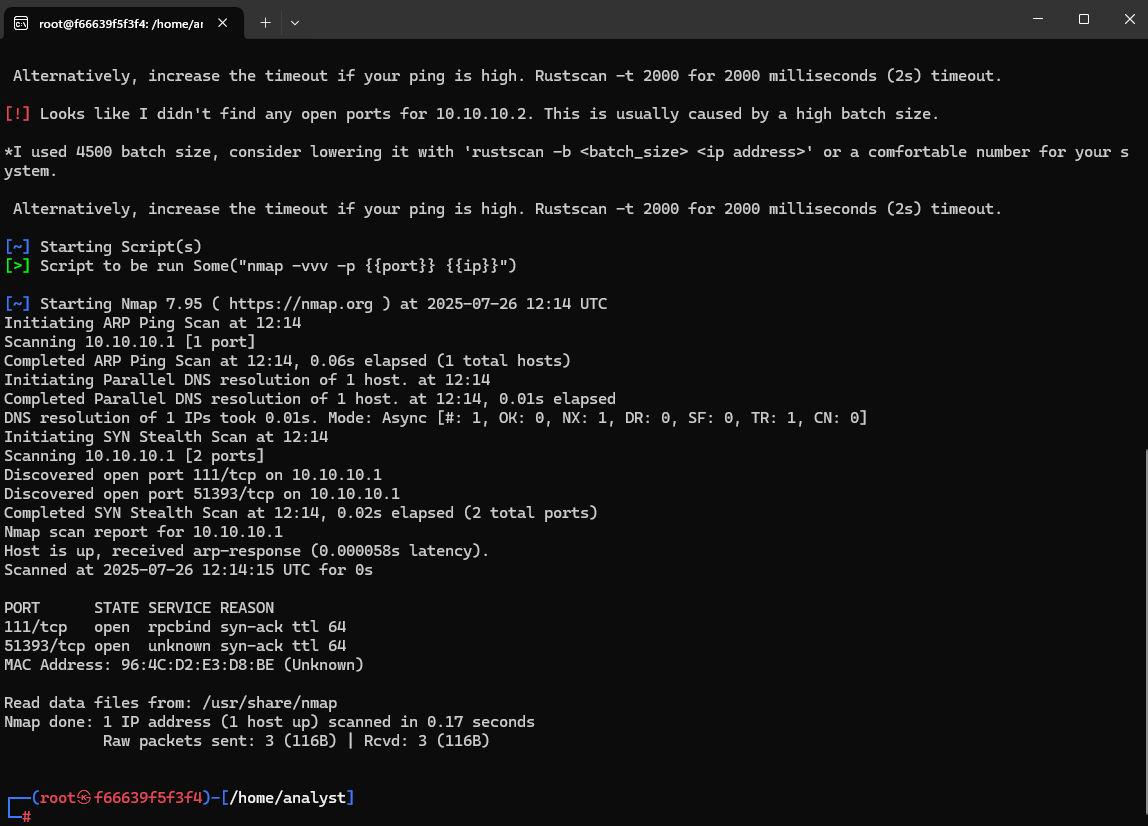 root@f66639f5f3f4: /home/ar
Alternatively, increase the timeout if your ping is high. Rustscan -t 2000 for 2000 milliseconds (2s) timeout.
[!] Looks like I didn't find any open ports for 10.10.10.2. This is usually caused by a high batch size.
*I used 4500 batch size, consider lowering it with 'rustscan -b <batch_size> <ip address>' or a comfortable number for your s
ystem.
Alternatively, increase the timeout if your ping is high. Rustscan -t 2000 for 2000 milliseconds (2s) timeout.
[~] Starting Script(s)
[>] Script to be run Some("nmap -vvv -p {{port}} {{ip}}")
[~] Starting Nmap 7.95 ( https://nmap.org ) at 2025-07-26 12:14 UTC
Initiating ARP Ping Scan at 12:14
Scanning 10.10.10.1 [1 port]
Completed ARP Ping Scan at 12:14, 0.06s elapsed (1 total hosts)
Initiating Parallel DNS resolution of 1 host. at 12:14
Completed Parallel DNS resolution of 1 host. at 12:14, 0.01s elapsed
DNS resolution of 1 IPs took 0.01s. Mode: Async [#: 1, OK: 0, NX: 1, DR: 0, SF: 0, TR: 1, CN: 0]
Initiating SYN Stealth Scan at 12:14
Scanning 10.10.10.1 [2 ports]
Discovered open port 111/tcp on 10.10.10.1
Discovered open port 51393/tcp on 10.10.10.1
Completed SYN Stealth Scan at 12:14, 0.02s elapsed (2 total ports)
Nmap scan report for 10.10.10.1
Host is up, received arp-response (0.000058s latency).
Scanned at 2025-07-26 12:14:15 UTC for 0s
PORT      STATE SERVICE REASON
111/tcp   open  rpcbind syn-ack ttl 64
51393/tcp open  unknown syn-ack ttl 64
MAC Address: 96:4C:D2:E3:D8:BE (Unknown)
Read data files from: /usr/share/nmap
Nmap done: 1 IP address (1 host up) scanned in 0.17 seconds
Raw packets sent: 3 (116B) | Rcvd: 3 (116B)
┌──(root㉿f66639f5f3f4)-[/home/analyst]
└─#